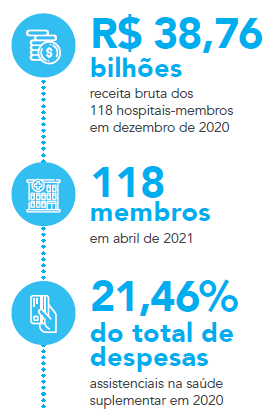 R$ 38,76
bilhões
receita bruta dos
118 hospitais-membros
em dezembro de 2020
118
membros
em abril de 2021
21,46%
do total de
despesas
assistenciais na saúde
suplementar em 2020